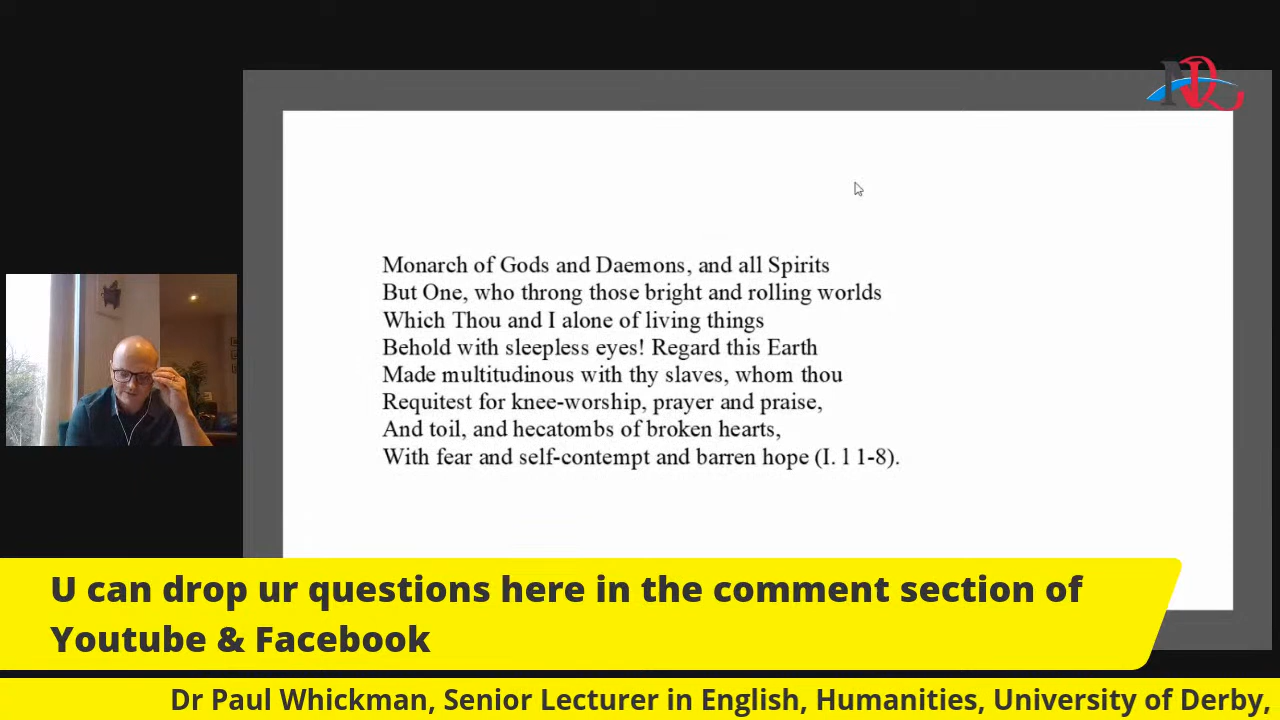 Monarch of Gods and Daemons, and all Spirits
But One, who throng those bright and rolling worlds
Which Thou and I alone of living things
Behold with sleepless eyes! Regard this Earth
Made multitudinous with thy slaves, whom thou
Requitest for knee-worship, prayer and praise,
And toil, and hecatombs of broken hearts,
With fear and self-contempt and barren hope (I. l 1-8).
U can drop ur questions here in the comment section of
Youtube & Facebook
Dr Paul Whickman, Senior Lecturer in English, Humanities, University of Derby,